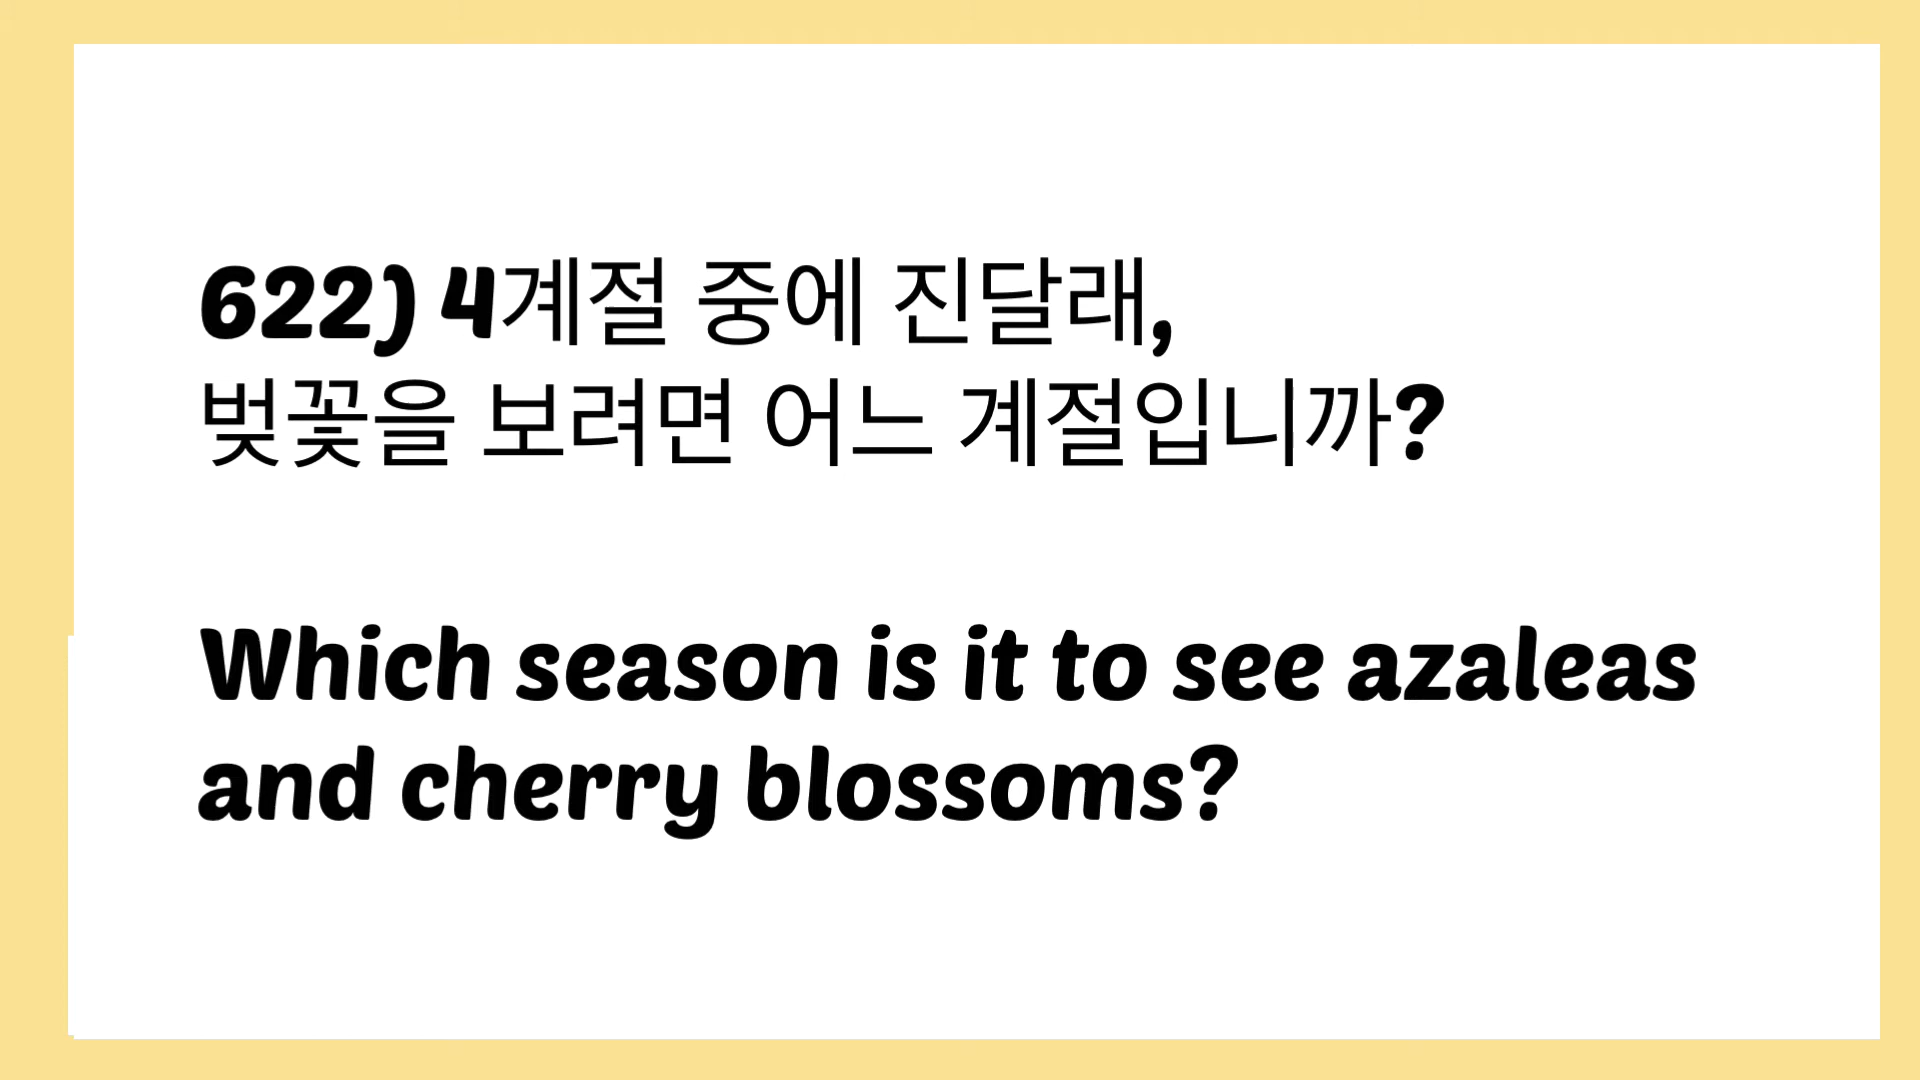 622) 4계절 중에 진달래,
벚꽃을 보려면 어느 계절입니까?
Which season is it to see azaleas
and cherry blossoms?